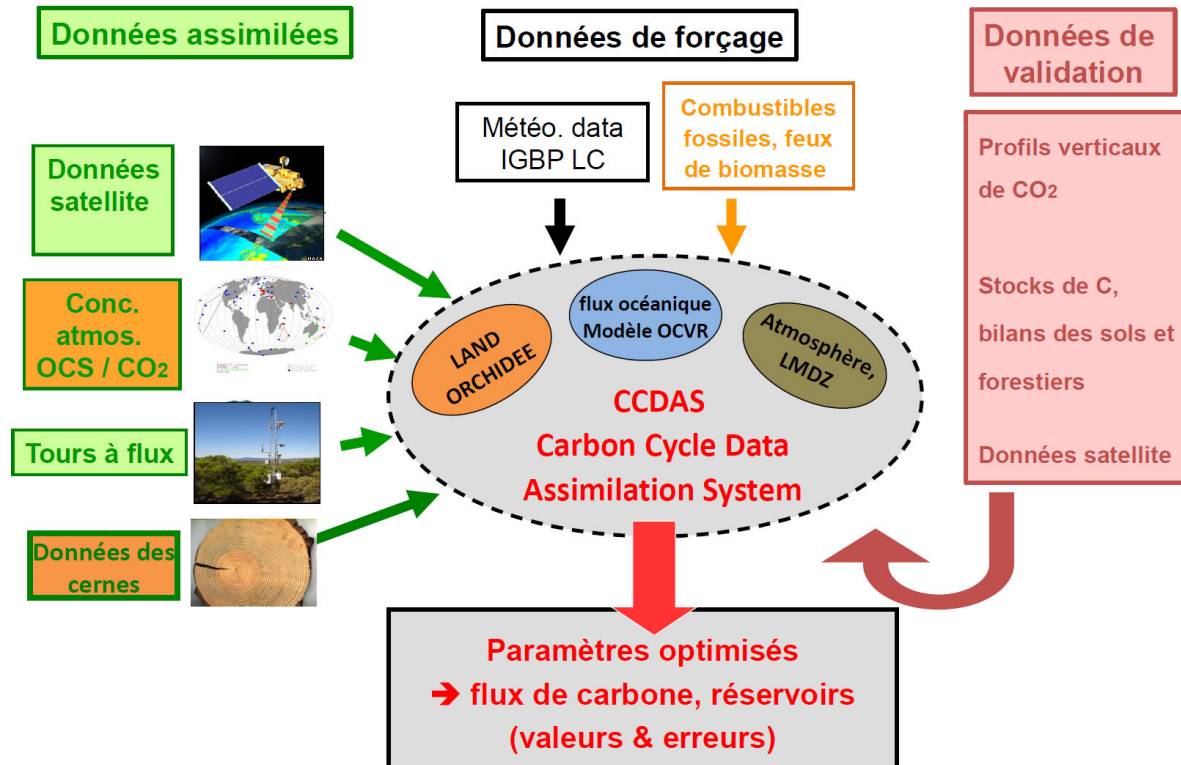 Données assimilées
Données de forçage
Données de
validation
Météo. data
IGBP LC
Combustibles
fossiles, feux
de biomasse
Données
satellite
Conc.
atmos.
OCS / CO2
Tours à flux
Données des
cernes
LAND
ORCHIDEE
flux océanique
Modèle OCVR
Atmosphère,
LMDZ
CCDAS
Carbon Cycle Data
Assimilation System
Profils verticaux
de CO2
Stocks de C,
bilans des sols et
forestiers
Données satellite
Paramètres optimisés
➔ flux de carbone, réservoirs
(valeurs & erreurs)